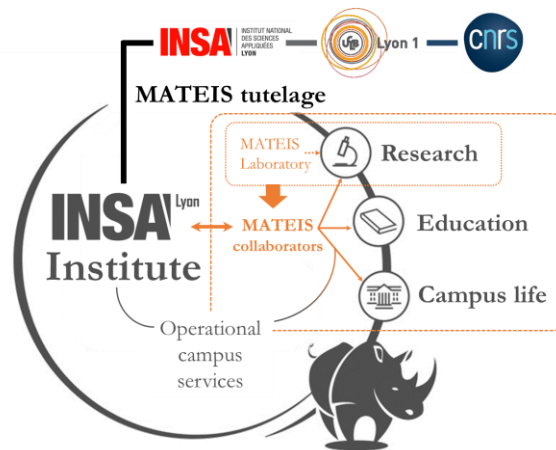 INSA
INSTITUT NATIONAL
DES SCIENCES
APPLIQUÉES
LYON
Lyon 1
cnrs
MATEIS tutelage
MATEIS
Laboratory
Research
INSA Lyon
Institute
MATEIS
collaborators
Education
Campus life
Operational
campus
services